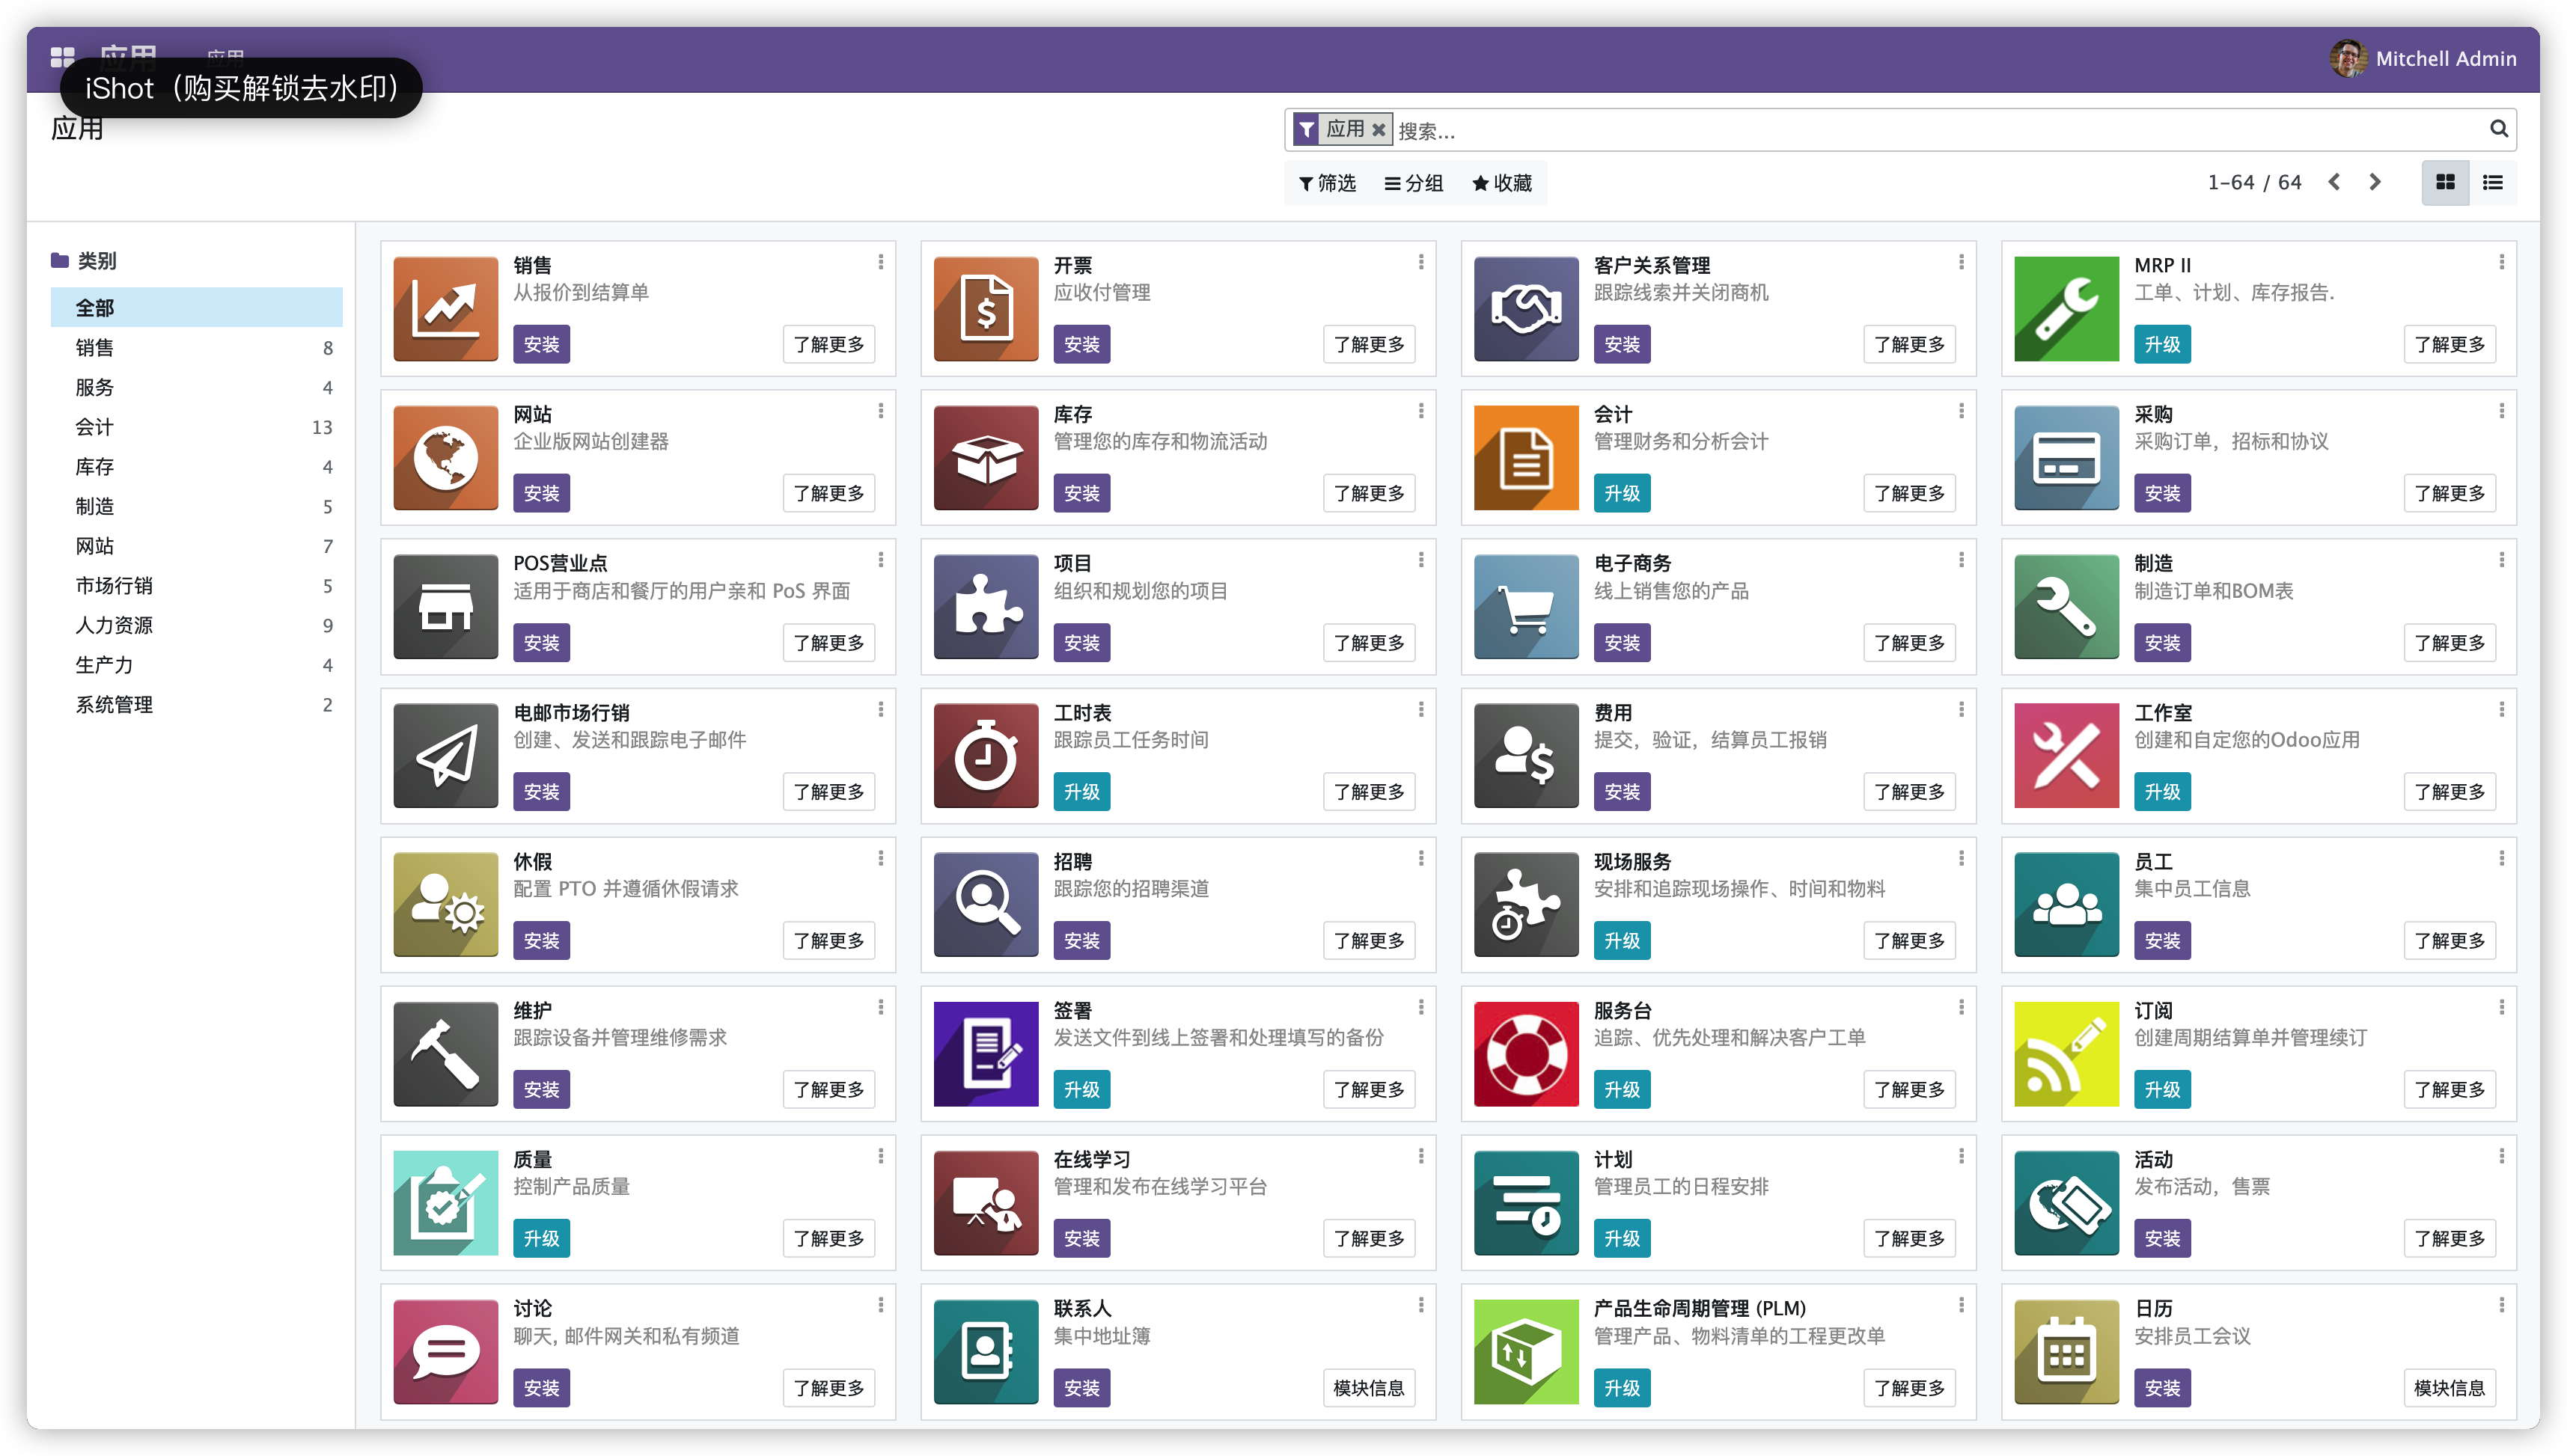 应用
应用
Mitchell Admin
iShot（购买解锁去水印）
应用
应用
搜索...
筛选
分组
收藏
1-64 / 64
类别
全部
销售 8
服务 4
会计 13
库存 4
制造 5
网站 7
市场行销 5
人力资源 9
生产力 4
系统管理 2
销售
从报价到结算单
安装
了解更多
开票
应收付管理
安装
了解更多
客户关系管理
跟踪线索并关闭商机
安装
了解更多
MRP II
工单、计划、库存报告.
升级
了解更多
网站
企业版网站创建器
安装
了解更多
库存
管理您的库存和物流活动
安装
了解更多
会计
管理财务和分析会计
升级
了解更多
采购
采购订单，招标和协议
安装
了解更多
POS营业点
适用于商店和餐厅的用户亲和 PoS 界面
安装
了解更多
项目
组织和规划您的项目
安装
了解更多
电子商务
线上销售您的产品
安装
了解更多
制造
制造订单和BOM表
安装
了解更多
电邮市场行销
创建、发送和跟踪电子邮件
安装
了解更多
工时表
跟踪员工任务时间
升级
了解更多
费用
提交，验证，结算员工报销
安装
了解更多
工作室
创建和自定您的Odoo应用
升级
了解更多
休假
配置 PTO 并遵循休假请求
安装
了解更多
招聘
跟踪您的招聘渠道
安装
了解更多
现场服务
安排和追踪现场操作、时间和物料
升级
了解更多
员工
集中员工信息
安装
了解更多
维护
跟踪设备并管理维修需求
安装
了解更多
签署
发送文件到线上签署和处理填写的备份
升级
了解更多
服务台
追踪、优先处理和解决客户工单
升级
了解更多
订阅
创建周期结算单并管理续订
升级
了解更多
质量
控制产品质量
升级
了解更多
在线学习
管理和发布在线学习平台
安装
了解更多
计划
管理员工的日程安排
升级
了解更多
活动
发布活动，售票
安装
了解更多
讨论
聊天, 邮件网关和私有频道
安装
了解更多
联系人
集中地址簿
安装
模块信息
产品生命周期管理 (PLM)
管理产品、物料清单的工程更改单
升级
了解更多
日历
安排员工会议
安装
模块信息